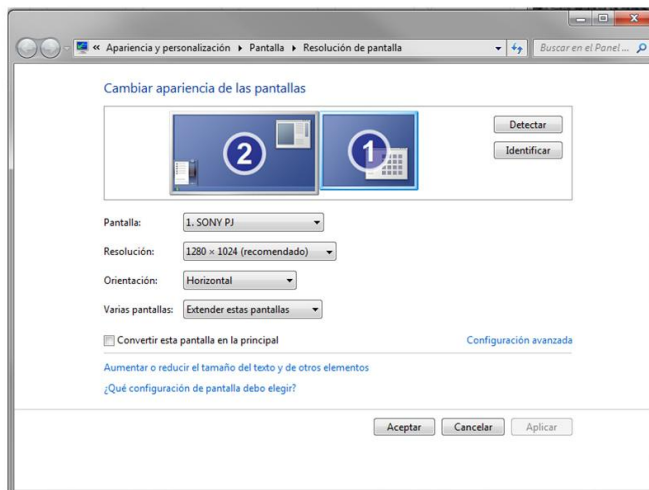 « Apariencia y personalización ▸ Pantalla ▸ Resolución de pantalla
Buscar en el Panel ...
Cambiar apariencia de las pantallas
2
1
Detectar
Identificar
Pantalla: 1. SONY PJ
Resolución: 1280 × 1024 (recomendado)
Orientación: Horizontal
Varias pantallas: Extender estas pantallas
Convertir esta pantalla en la principal Configuración avanzada
Aumentar o reducir el tamaño del texto y de otros elementos
¿Qué configuración de pantalla debo elegir?
Aceptar Cancelar Aplicar